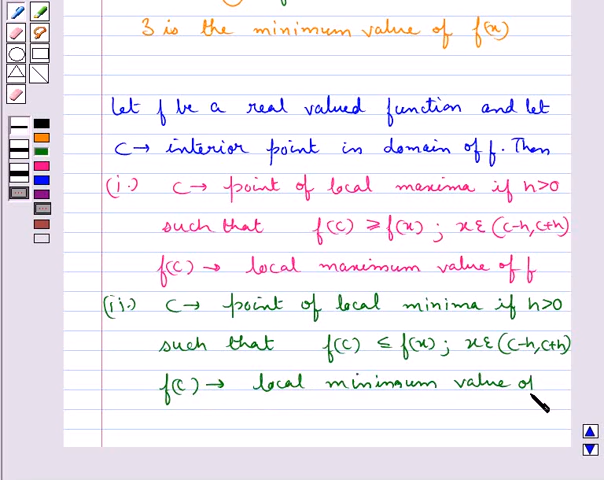 3 is the minimum value of f(x)
Let f be a real valued function and let
C→ interior point in domain of f. Then
(i.) C→ point of local maxima if h>0
such that f(C) ≥ f(x) ; x∈ (C-h, C+h)
f(C) → local maximum value of f
(ii.) C→ point of local minima if h>0
such that f(C) ≤ f(x) ; x∈ (C-h, C+h)
f(C) → local minimum value of